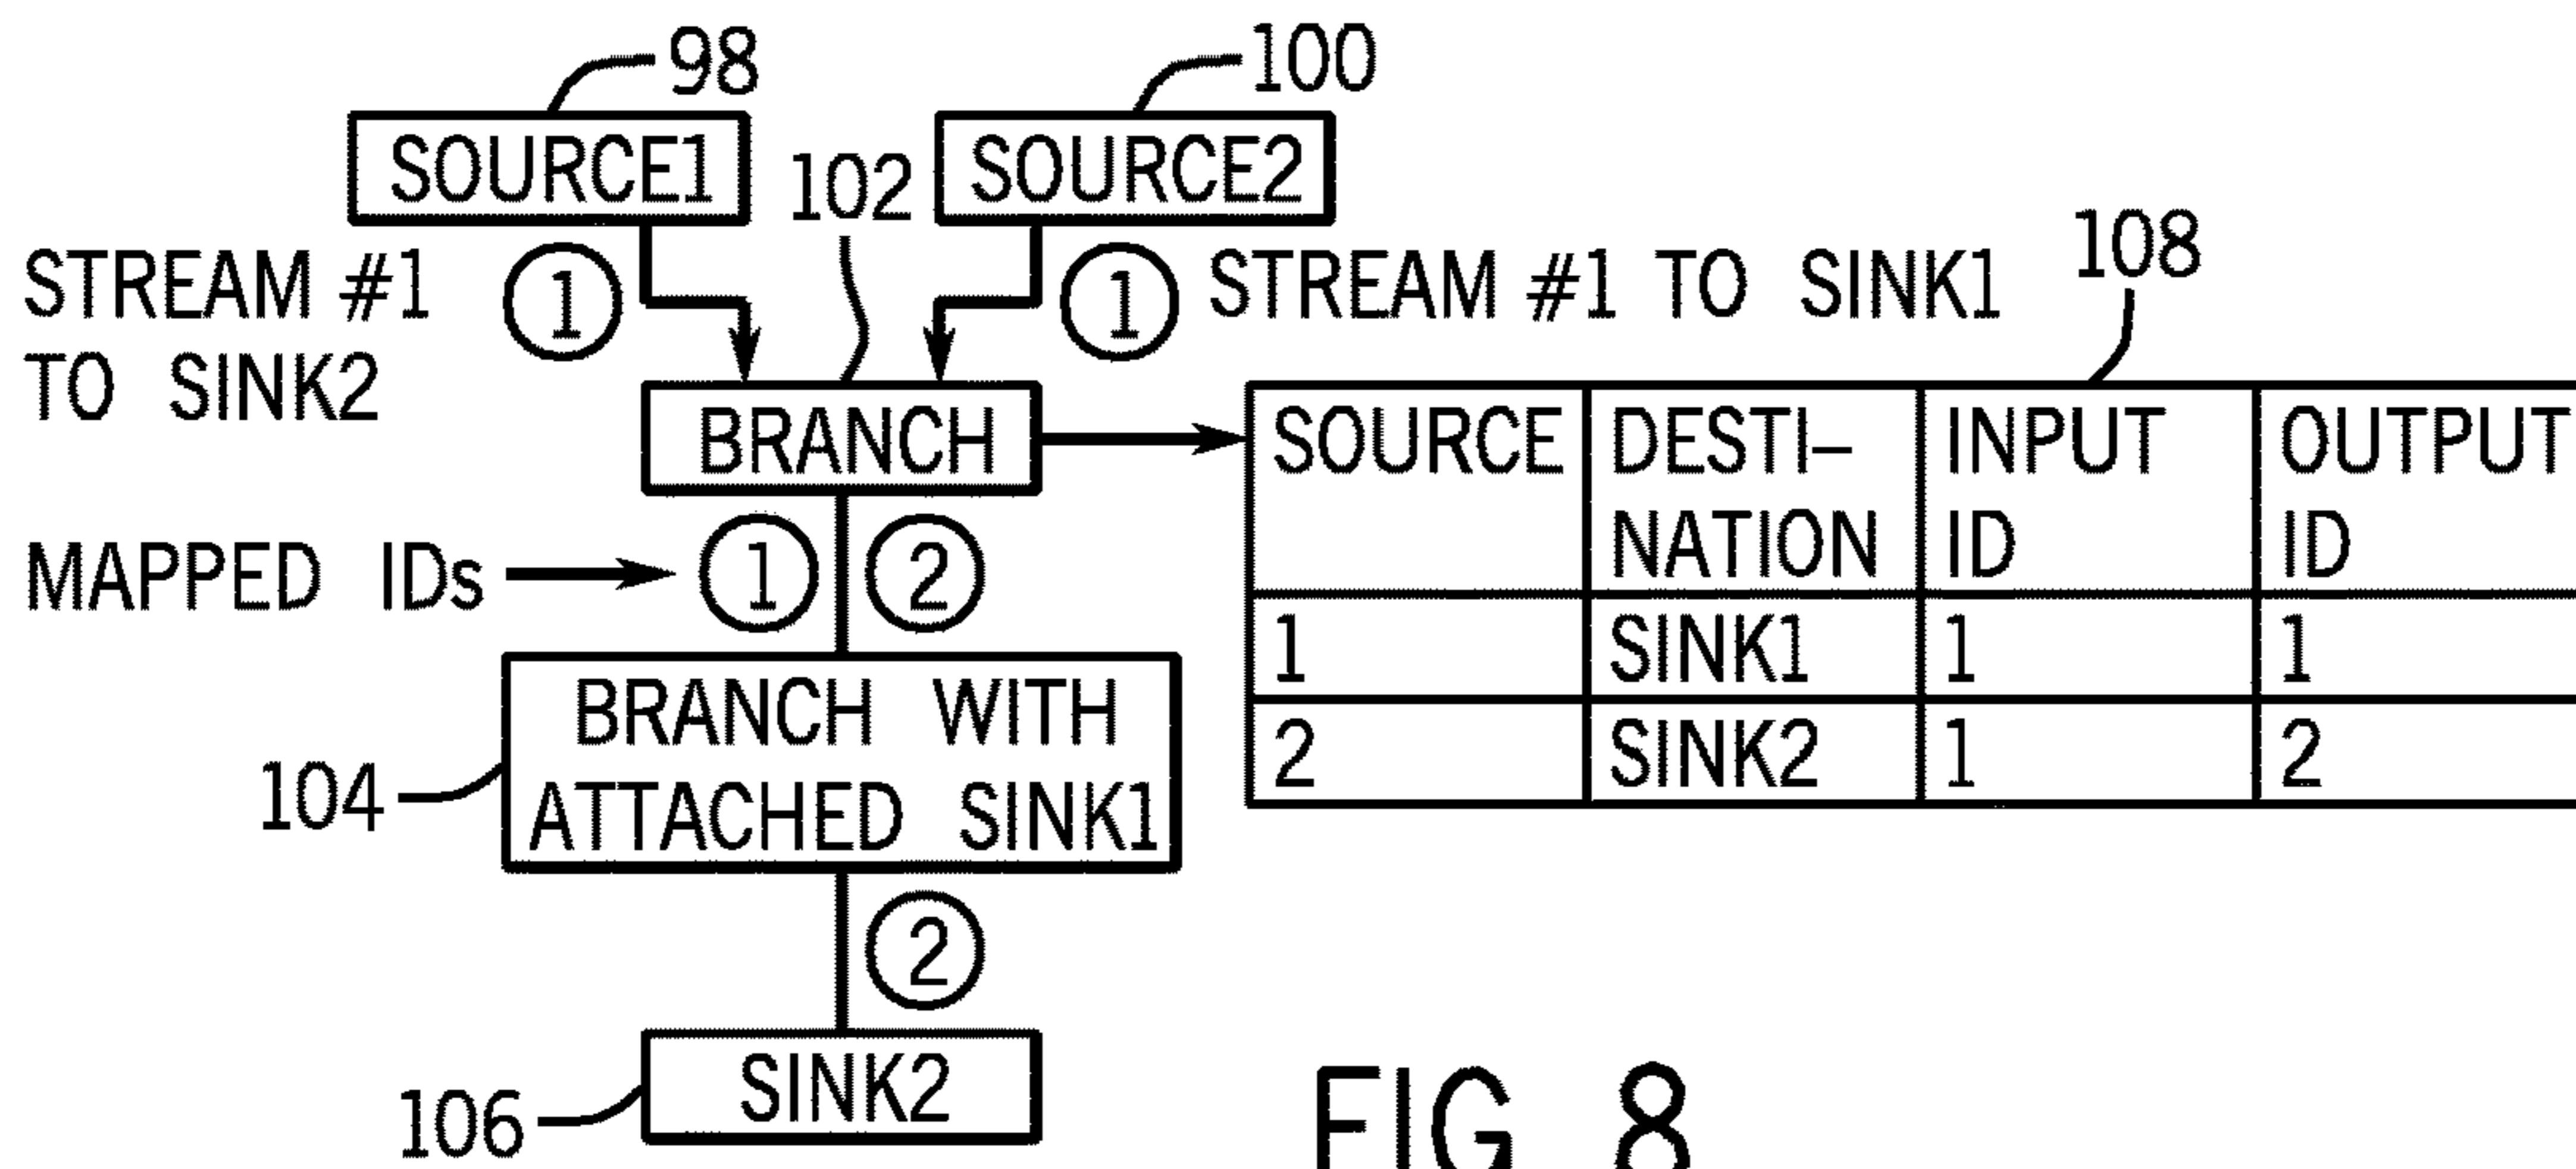 98
100
SOURCE1
SOURCE2
102
STREAM #1
TO SINK2
1
1
STREAM #1 TO SINK1
108
BRANCH
SOURCE
DESTI–
NATION
INPUT
ID
OUTPUT
ID
MAPPED IDs
1
2
1
SINK1
1
1
2
SINK2
1
2
BRANCH WITH
ATTACHED SINK1
104
2
SINK2
106
FIG 8